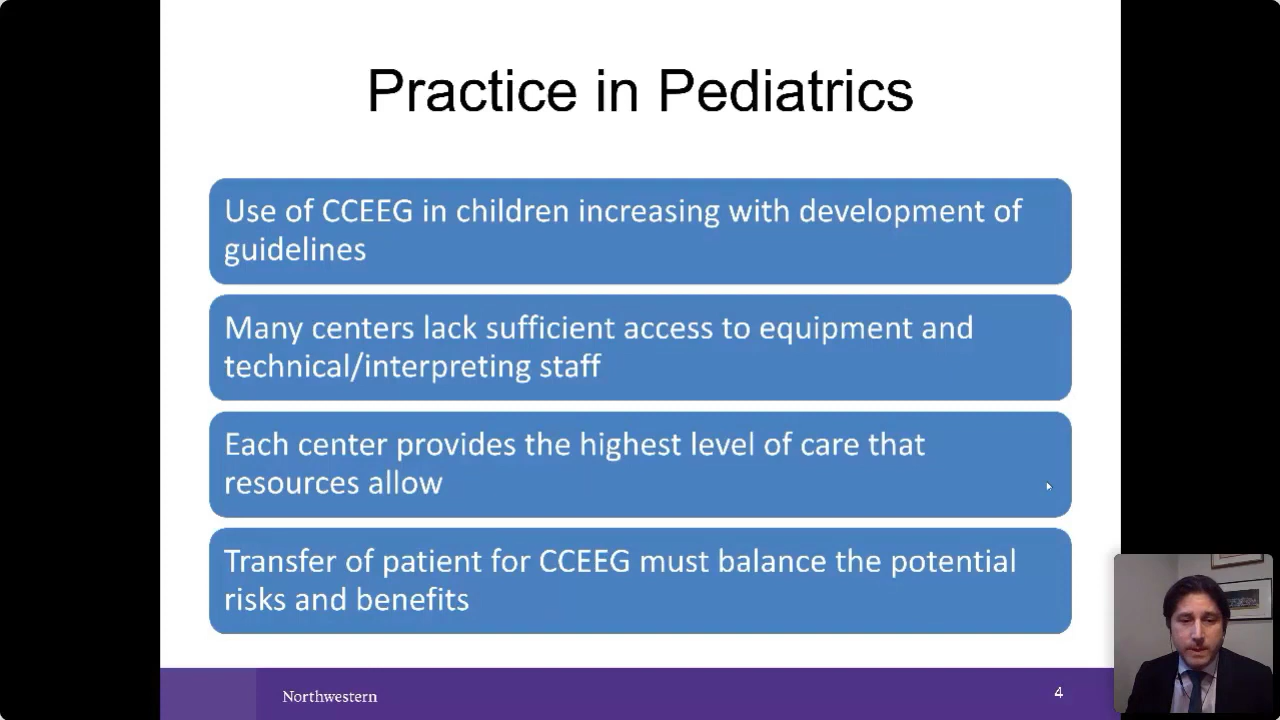 Practice in Pediatrics
Use of CCEEG in children increasing with development of
guidelines
Many centers lack sufficient access to equipment and
technical/interpreting staff
Each center provides the highest level of care that
resources allow
Transfer of patient for CCEEG must balance the potential
risks and benefits
Northwestern
4